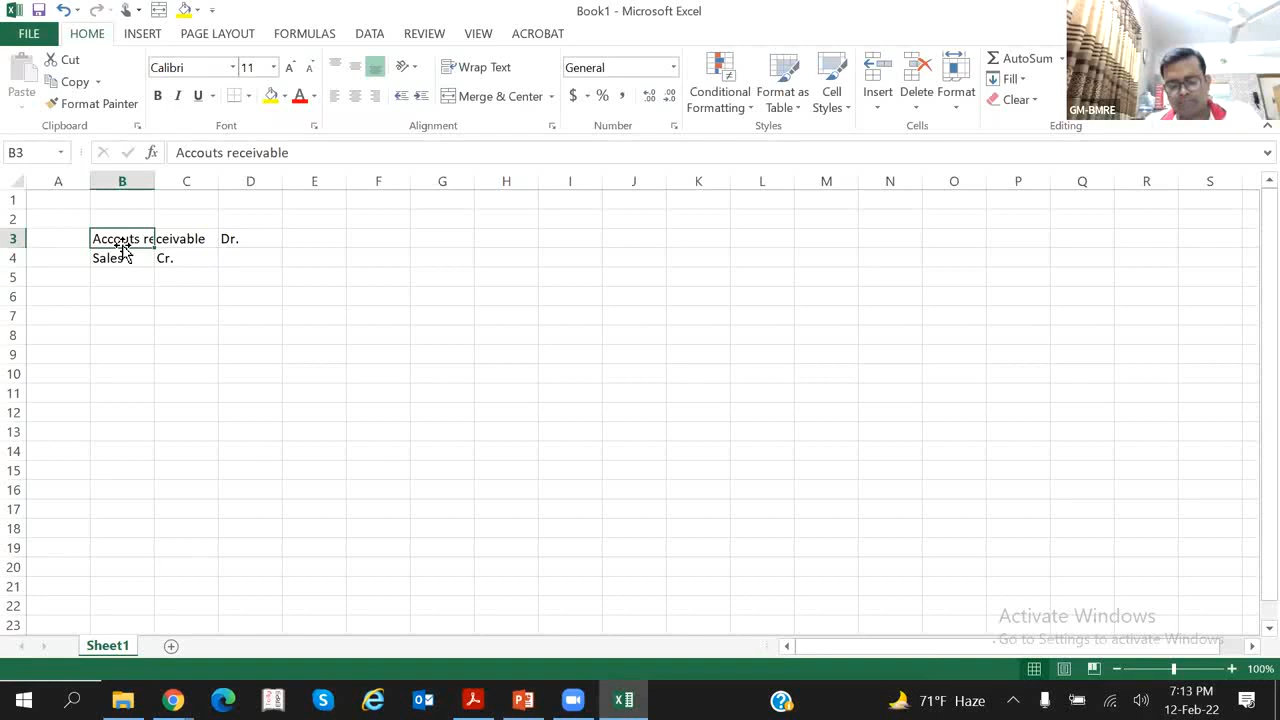 Book1 - Microsoft Excel
FILE HOME INSERT PAGE LAYOUT FORMULAS DATA REVIEW VIEW ACROBAT
Paste
Cut
Copy
Format Painter
Clipboard
Calibri 11
B I U
Font
Wrap Text
Merge & Center
Alignment
General
$ % ,
Number
Conditional Formatting
Format as Table
Cell Styles
Styles
Insert Delete Format
Cells
AutoSum
Fill
Clear
Editing
GM-BMRE
B3 fx Accouts receivable
A B C D E F G H I J K L M N O P Q R S
1
2
3 Accouts receivable Dr.
4 Sales Cr.
5
6
7
8
9
10
11
12
13
14
15
16
17
18
19
20
21
22
23
Activate Windows
Go to Settings to activate Windows
Sheet1
100%
71°F Haze
7:13 PM
12-Feb-22